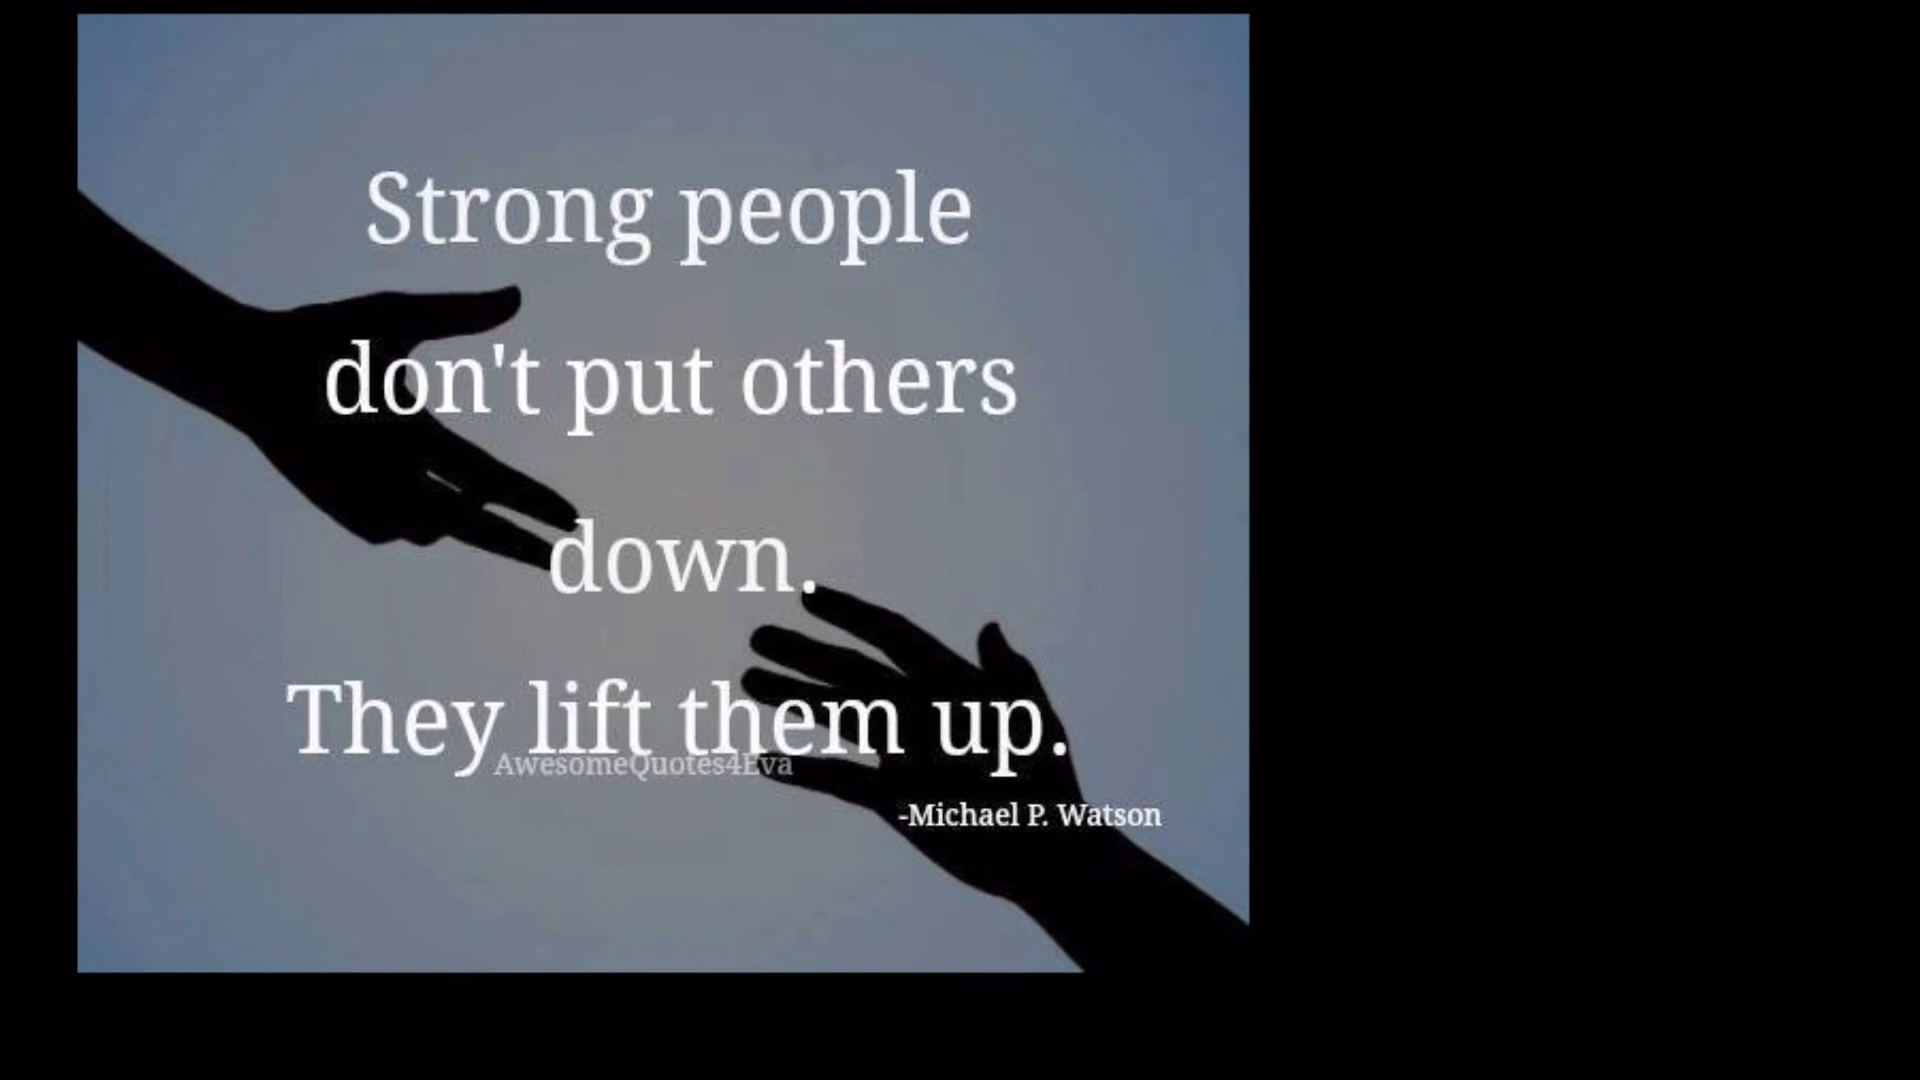 Strong people
don't put others
down.
They lift them up.
AwesomeQuotes4Eva
-Michael P. Watson